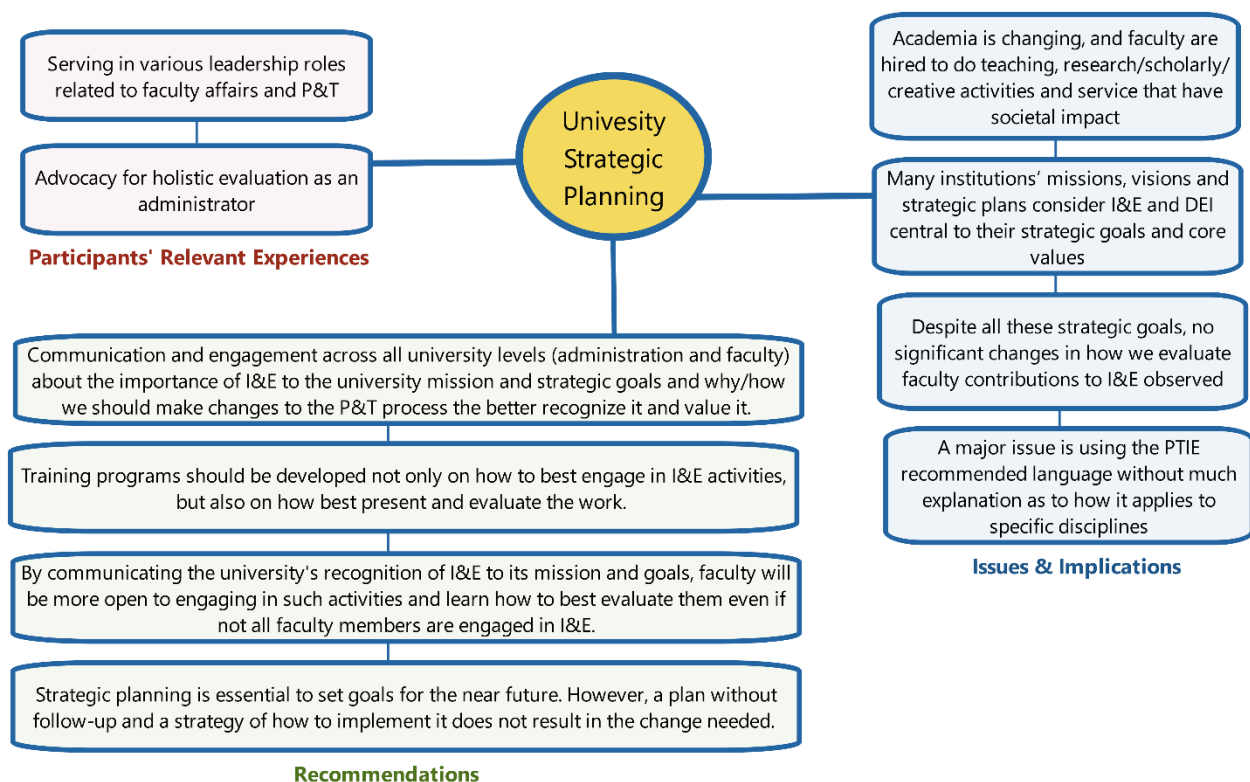 Univesity
Strategic
Planning
Serving in various leadership roles
related to faculty affairs and P&T
Advocacy for holistic evaluation as an
administrator
Participants' Relevant Experiences
Academia is changing, and faculty are
hired to do teaching, research/scholarly/
creative activities and service that have
societal impact
Many institutions’ missions, visions and
strategic plans consider I&E and DEI
central to their strategic goals and core
values
Despite all these strategic goals, no
significant changes in how we evaluate
faculty contributions to I&E observed
A major issue is using the PTIE
recommended language without much
explanation as to how it applies to
specific disciplines
Issues & Implications
Communication and engagement across all university levels (administration and faculty)
about the importance of I&E to the university mission and strategic goals and why/how
we should make changes to the P&T process the better recognize it and value it.
Training programs should be developed not only on how to best engage in I&E activities,
but also on how best present and evaluate the work.
By communicating the university's recognition of I&E to its mission and goals, faculty will
be more open to engaging in such activities and learn how to best evaluate them even if
not all faculty members are engaged in I&E.
Strategic planning is essential to set goals for the near future. However, a plan without
follow-up and a strategy of how to implement it does not result in the change needed.
Recommendations